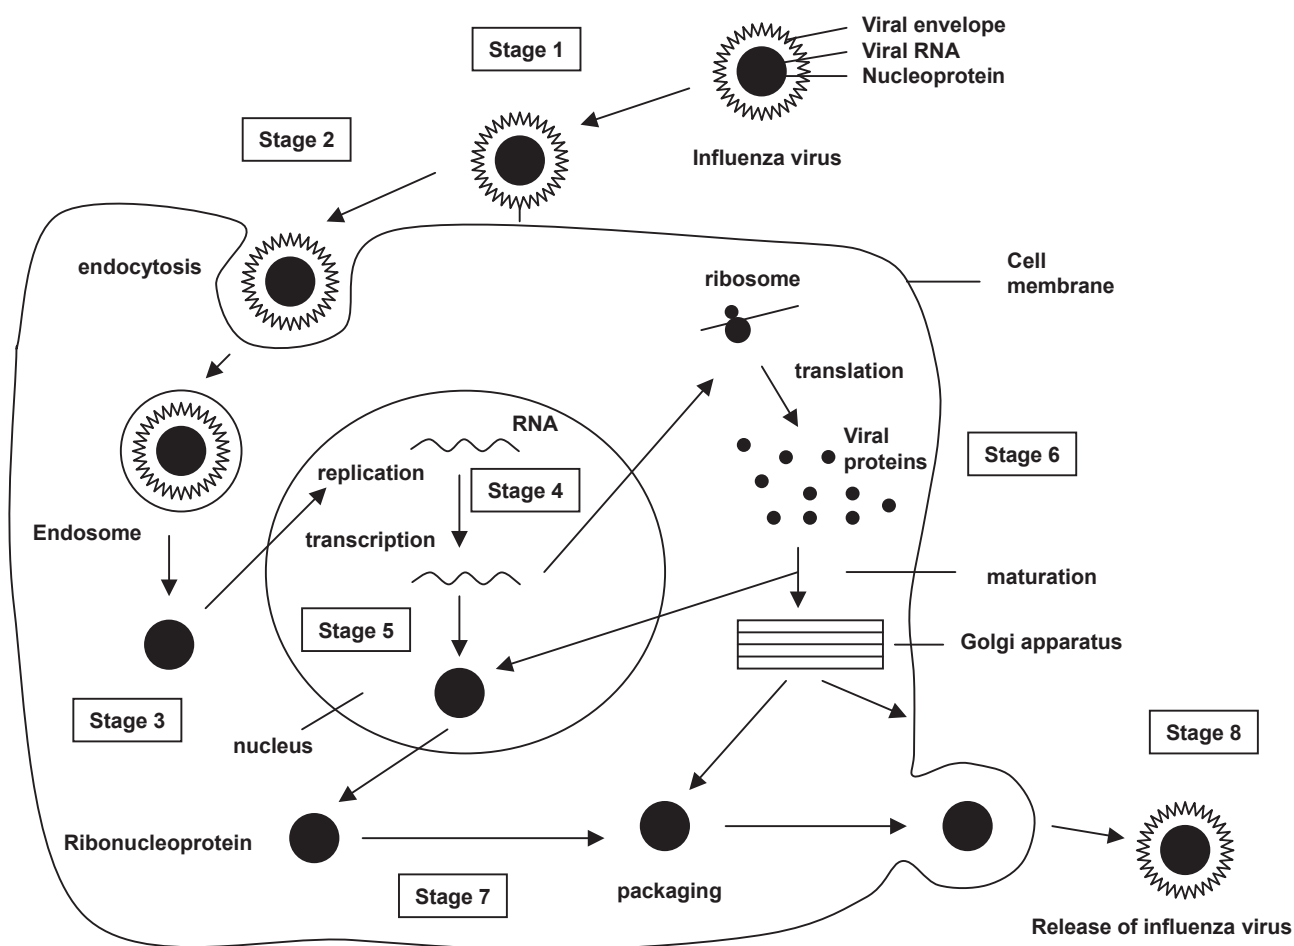 Stage 1
Viral envelope
Viral RNA
Nucleoprotein
Stage 2
Influenza virus
endocytosis
ribosome
Cell
membrane
translation
RNA
Viral
proteins
Stage 6
replication
Stage 4
Endosome
transcription
maturation
Stage 5
Golgi apparatus
Stage 3
nucleus
Stage 8
Ribonucleoprotein
Stage 7
packaging
Release of influenza virus